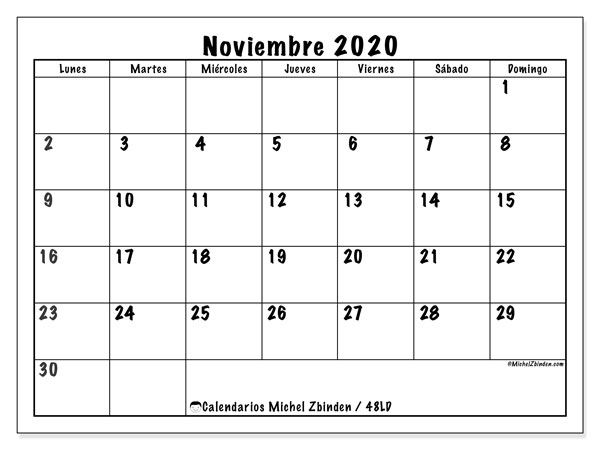 Noviembre 2020
Lunes Martes Miércoles Jueves Viernes Sábado Domingo
1
2 3 4 5 6 7 8
9 10 11 12 13 14 15
16 17 18 19 20 21 22
23 24 25 26 27 28 29
30
©MichelZbinden.com
Calendarios Michel Zbinden / 48LD